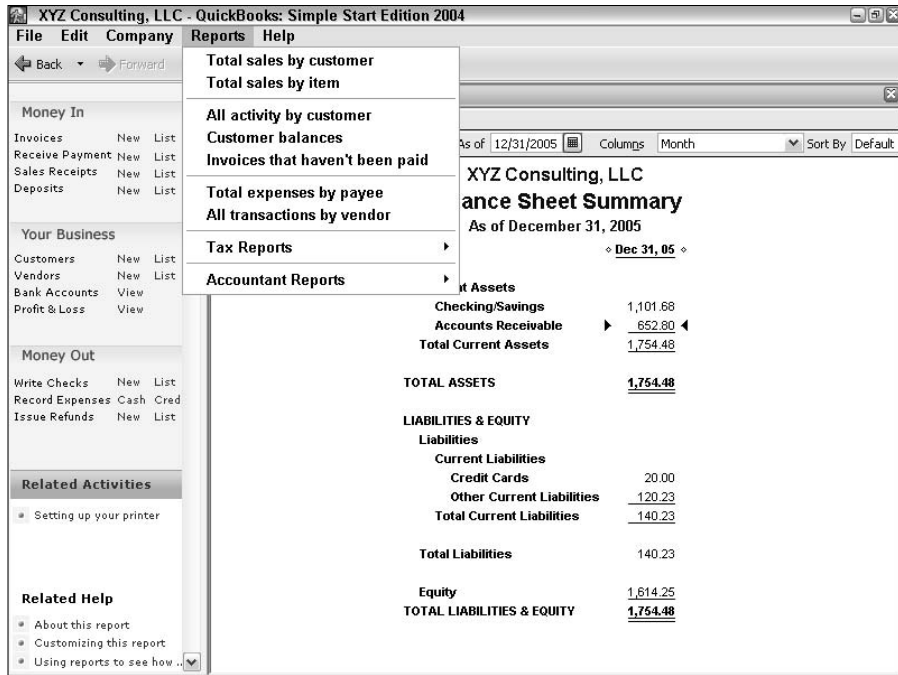 XYZ Consulting, LLC - QuickBooks: Simple Start Edition 2004
File Edit Company Reports Help
Back Forward
Total sales by customer
Total sales by item
All activity by customer
Customer balances
Invoices that haven't been paid
Total expenses by payee
All transactions by vendor
Tax Reports
Accountant Reports
Money In
Invoices New List
Receive Payment New List
Sales Receipts New List
Deposits New List
Your Business
Customers New List
Vendors New List
Bank Accounts View
Profit & Loss View
Money Out
Write Checks New List
Record Expenses Cash Cred
Issue Refunds New List
Related Activities
Setting up your printer
Related Help
About this report
Customizing this report
Using reports to see how ..
As of 12/31/2005 Columns Month Sort By Default
XYZ Consulting, LLC
ance Sheet Summary
As of December 31, 2005
Dec 31, 05
nt Assets
Checking/Savings 1,101.68
Accounts Receivable 652.80
Total Current Assets 1,754.48
TOTAL ASSETS 1,754.48
LIABILITIES & EQUITY
Liabilities
Current Liabilities
Credit Cards 20.00
Other Current Liabilities 120.23
Total Current Liabilities 140.23
Total Liabilities 140.23
Equity 1,614.25
TOTAL LIABILITIES & EQUITY 1,754.48